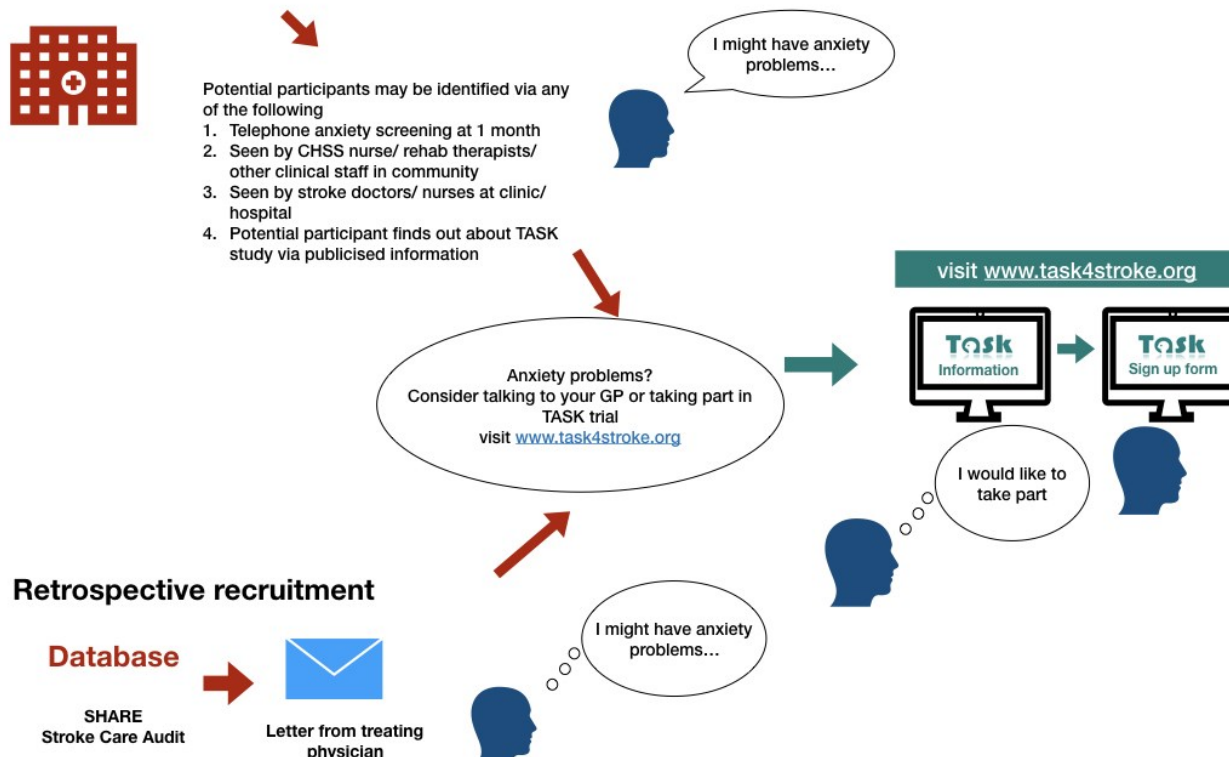 I might have anxiety
problems…
Potential participants may be identified via any
of the following
1. Telephone anxiety screening at 1 month
2. Seen by CHSS nurse/ rehab therapists/
other clinical staff in community
3. Seen by stroke doctors/ nurses at clinic/
hospital
4. Potential participant finds out about TASK
study via publicised information
visit www.task4stroke.org
Task
Information
Task
Sign up form
Anxiety problems?
Consider talking to your GP or taking part in
TASK trial
visit www.task4stroke.org
I would like to
take part
Retrospective recruitment
Database
SHARE
Stroke Care Audit
Letter from treating
physician
I might have anxiety
problems…